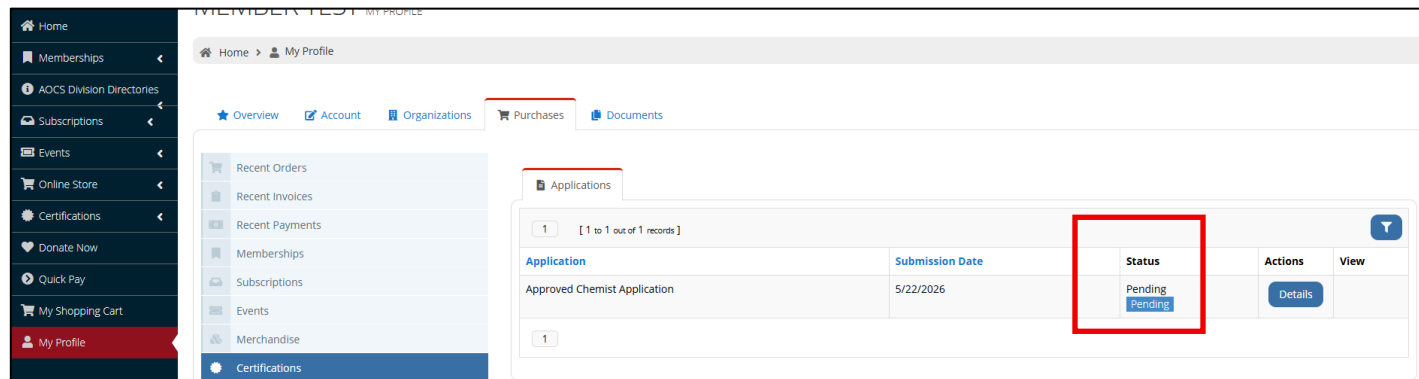 MEMBER TEST MY PROFILE
Home
Memberships
AOCS Division Directories
Subscriptions
Events
Online Store
Certifications
Donate Now
Quick Pay
My Shopping Cart
My Profile
Home > My Profile
Overview Account Organizations Purchases Documents
Recent Orders
Recent Invoices
Recent Payments
Memberships
Subscriptions
Events
Merchandise
Certifications
Applications
1 [ 1 to 1 out of 1 records ]
Application Submission Date Status Actions View
Approved Chemist Application 5/22/2026 Pending Details
Pending
1